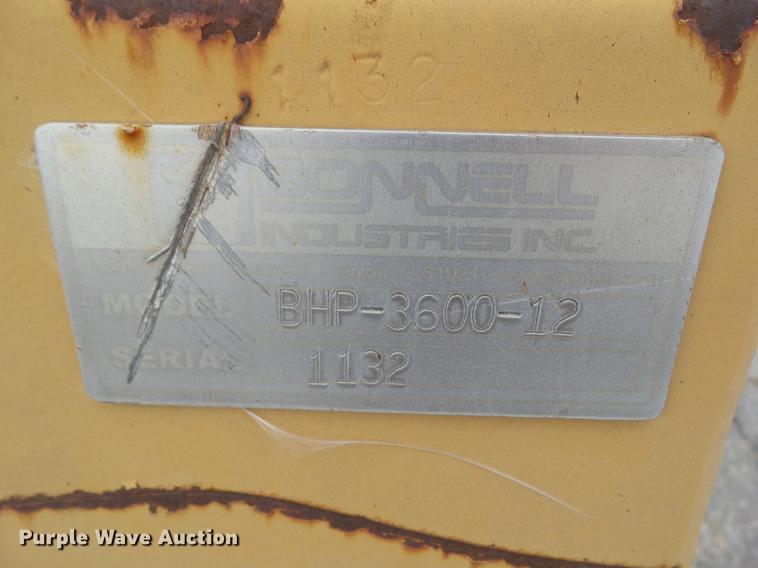 1132
BONNELL
INDUSTRIES INC.
MODEL BHP-3600-12
SERIAL 1132
Purple Wave Auction